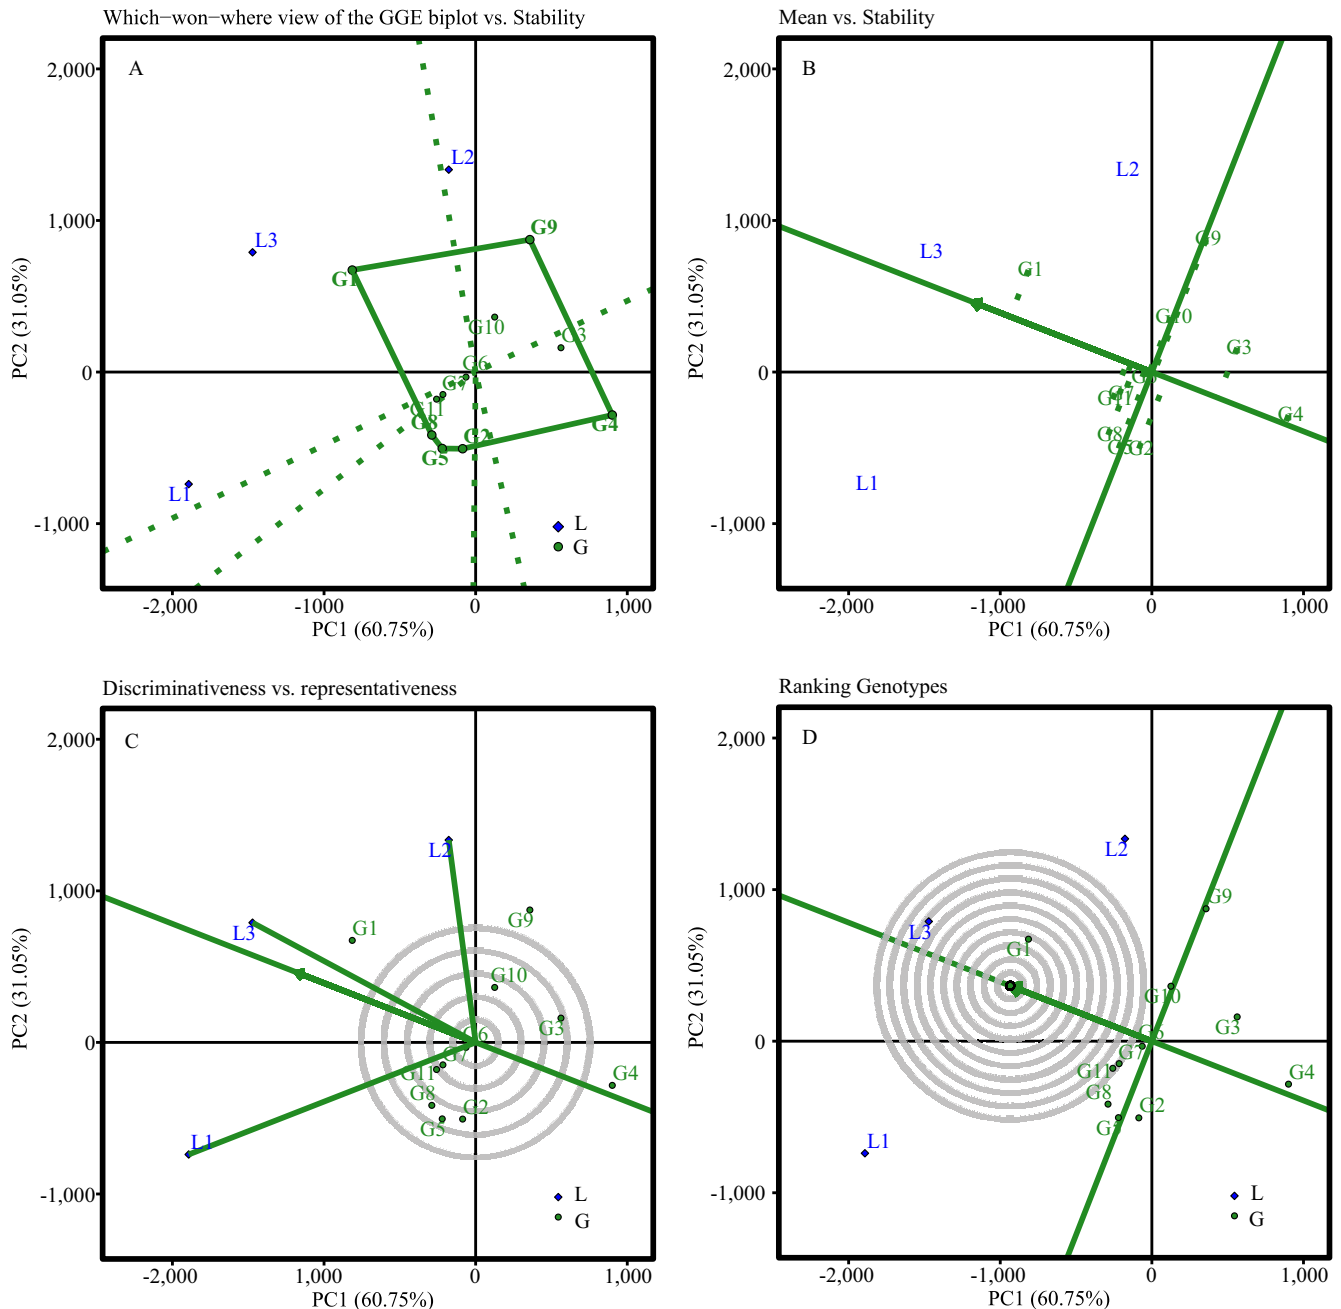 Which−won−where view of the GGE biplot vs. Stability
A
2,000
1,000
0
-1,000
PC2 (31.05%)
L2
L3
L1
G9
G1
G10
G3
G6
G7
G11
G8
G2
G5
G4
L
G
-2,000
-1000
0
1,000
PC1 (60.75%)
Mean vs. Stability
B
2,000
1,000
0
-1,000
PC2 (31.05%)
L2
L3
L1
G9
G1
G10
G3
G7
G11
G4
G8
G5
G2
-2,000
-1,000
0
1,000
PC1 (60.75%)
Discriminativeness vs. representativeness
C
2,000
1,000
0
-1,000
PC2 (31.05%)
L2
L3
L1
G1
G9
G10
G3
G6
G7
G11
G4
G8
G2
G5
L
G
-2,000
1,000
0
1,000
PC1 (60.75%)
Ranking Genotypes
D
2,000
1,000
0
-1,000
PC2 (31.05%)
L2
L3
L1
G1
G9
G10
G3
G6
G7
G11
G4
G8
G2
L
G
-2,000
-1,000
0
1,000
PC1 (60.75%)